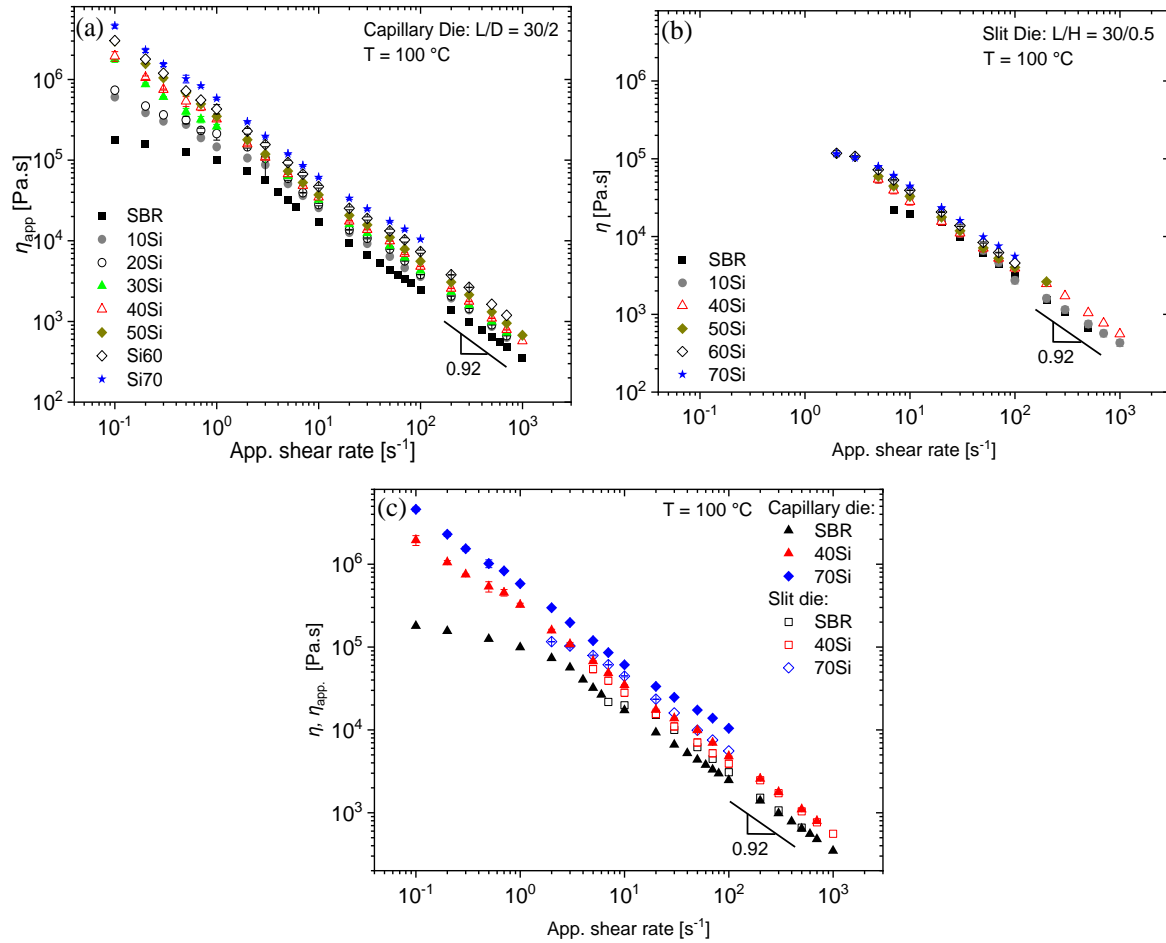 (a)
Capillary Die: L/D = 30/2
T = 100 °C
η_app [Pa.s]
10^6
10^5
10^4
10^3
10^2
SBR
10Si
20Si
30Si
40Si
50Si
Si60
Si70
0.92
10^-1 10^0 10^1 10^2 10^3
App. shear rate [s^-1]
(b)
Slit Die: L/H = 30/0.5
T = 100 °C
η [Pa.s]
10^6
10^5
10^4
10^3
10^2
SBR
10Si
40Si
50Si
60Si
70Si
0.92
10^-1 10^0 10^1 10^2 10^3
App. shear rate [s^-1]
(c)
T = 100 °C
Capillary die:
SBR
40Si
70Si
Slit die:
SBR
40Si
70Si
η, η_app. [Pa.s]
10^6
10^5
10^4
10^3
0.92
10^-1 10^0 10^1 10^2 10^3
App. shear rate [s^-1]